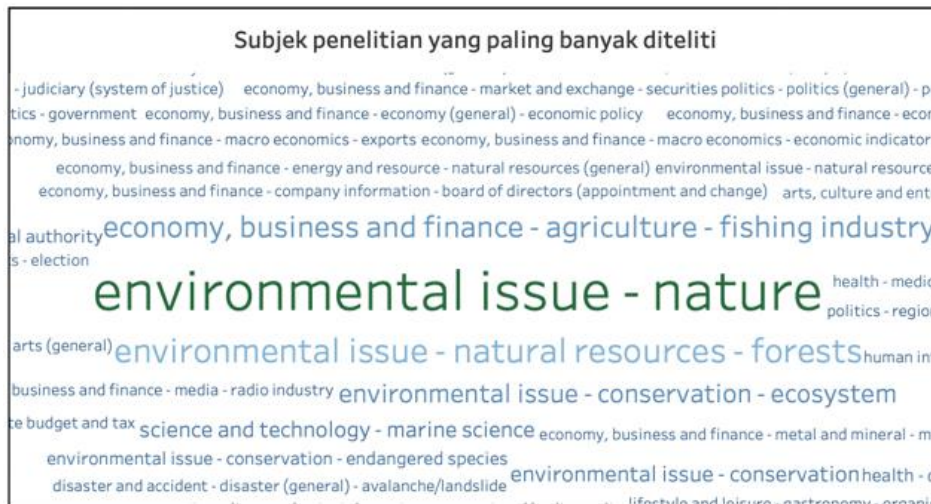 Subjek penelitian yang paling banyak diteliti
- judiciary (system of justice) economy, business and finance - market and exchange - securities politics - politics (general) - p
tics - government economy, business and finance - economy (general) - economic policy economy, business and finance - econ
onomy, business and finance - macro economics - exports economy, business and finance - macro economics - economic indicator
economy, business and finance - energy and resource - natural resources (general) environmental issue - natural resource
economy, business and finance - company information - board of directors (appointment and change) arts, culture and ent
al authority economy, business and finance - agriculture - fishing industry
s - election
environmental issue - nature health - medic
politics - region
arts (general) environmental issue - natural resources - forests human in
business and finance - media - radio industry environmental issue - conservation - ecosystem
te budget and tax science and technology - marine science economy, business and finance - metal and mineral - m
environmental issue - conservation - endangered species
environmental issue - conservation health - 
disaster and accident - disaster (general) - avalanche/landslide
lifestyle and leisure - gastronomy - organi